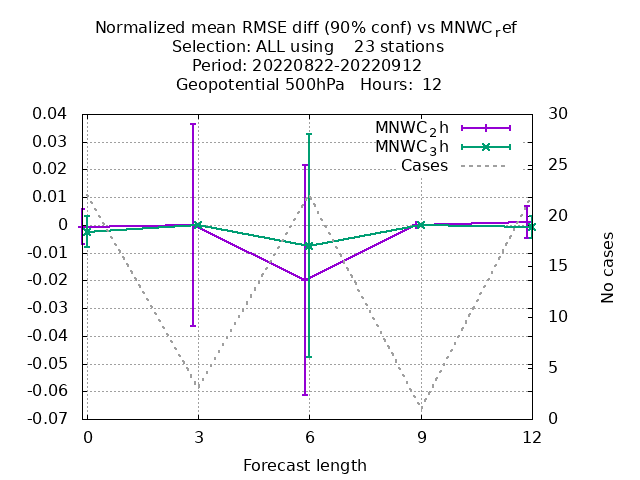 Normalized mean RMSE diff (90% conf) vs MNWC_ref
Selection: ALL using    23 stations
Period: 20220822-20220912
Geopotential 500hPa   Hours:  12
MNWC_2h
MNWC_3h
Cases
0.04
0.03
0.02
0.01
0
-0.01
-0.02
-0.03
-0.04
-0.05
-0.06
-0.07
30
25
20
15
10
5
0
No cases
0 3 6 9 12
Forecast length